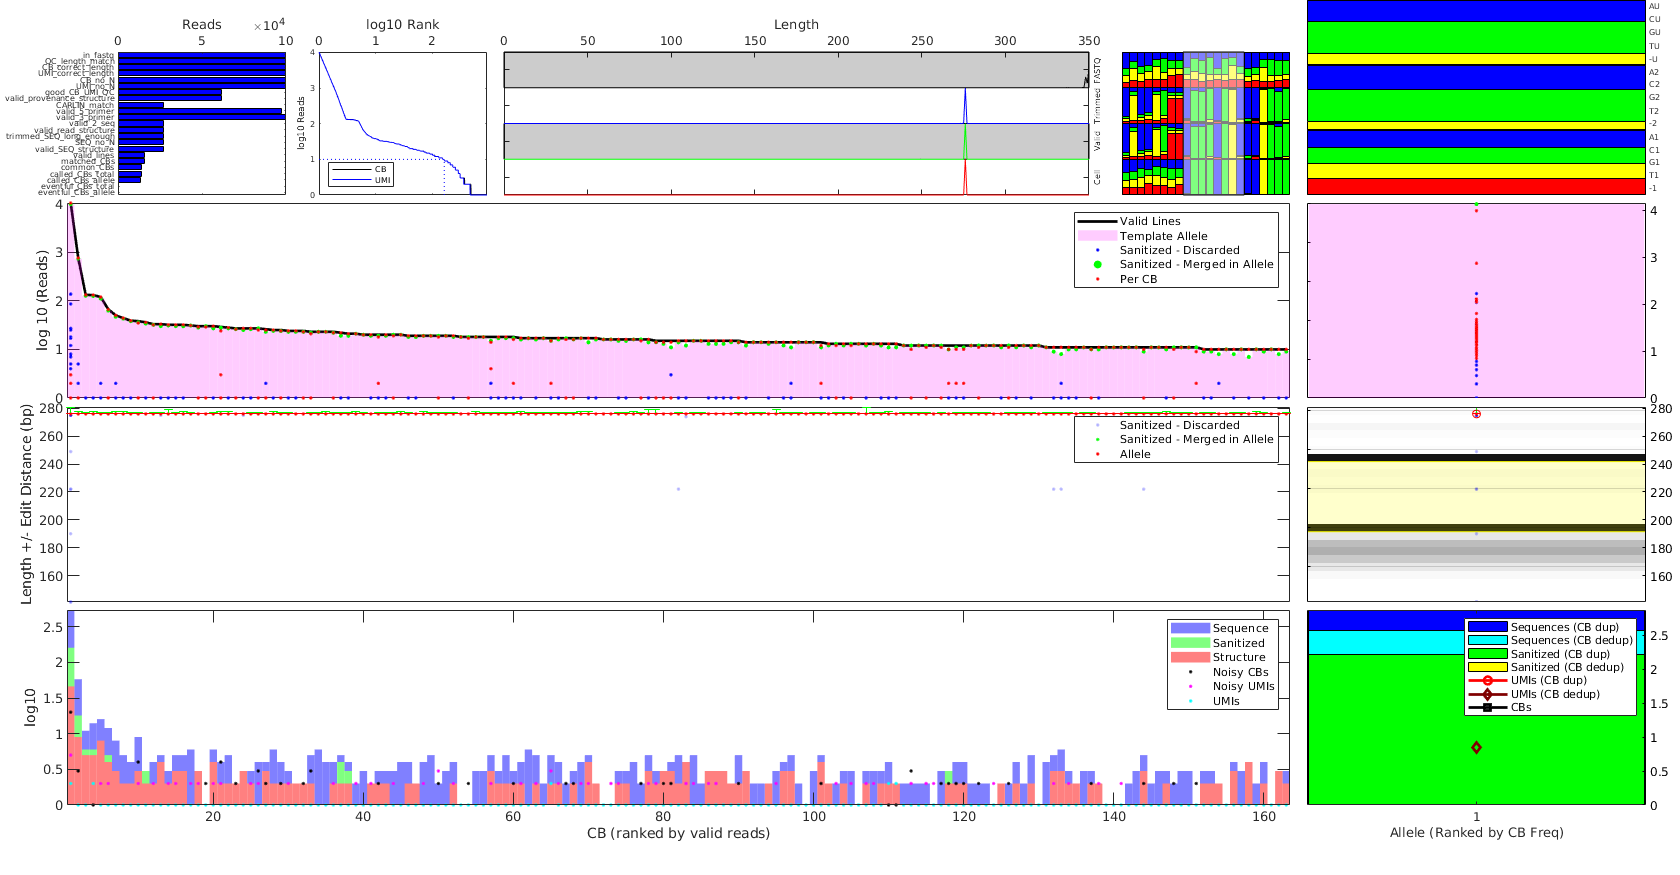 Reads
×10⁴
0 5 10
in_fastq
QC_length_match
CB_correct_length
UMI_correct_length
CB_no_N
UMI_no_N
good_CB_UMI_QC
valid_provenance_structure
CARLIN_match
valid_5_primer
valid_3_primer
valid_2_seq
valid_read_structure
trimmed_SEQ_long_enough
SEQ_no_N
valid_SEQ_structure
valid_lines
matched_CBs
common_CBs
called_CBs_total
called_CBs_allele
eventful_CBs_total
eventful_CBs_allele
log10 Rank
0 1 2
log10 Reads
4
3
2
1
0
CB
UMI
Length
0 50 100 150 200 250 300 350
FASTQ
Trimmed
Valid
Cell
AU
CU
GU
TU
-U
A2
C2
G2
T2
-2
A1
C1
G1
T1
-1
log 10 (Reads)
4
3
2
1
0
Valid Lines
Template Allele
Sanitized - Discarded
Sanitized - Merged in Allele
Per CB
4
3
2
1
0
Length +/- Edit Distance (bp)
280
260
240
220
200
180
160
Sanitized - Discarded
Sanitized - Merged in Allele
Allele
280
260
240
220
200
180
160
log10
2.5
2
1.5
1
0.5
0
Sequence
Sanitized
Structure
Noisy CBs
Noisy UMIs
UMIs
20 40 60 80 100 120 140 160
CB (ranked by valid reads)
Sequences (CB dup)
Sequences (CB dedup)
Sanitized (CB dup)
Sanitized (CB dedup)
UMIs (CB dup)
UMIs (CB dedup)
CBs
2.5
2
1.5
1
0.5
0
1
Allele (Ranked by CB Freq)